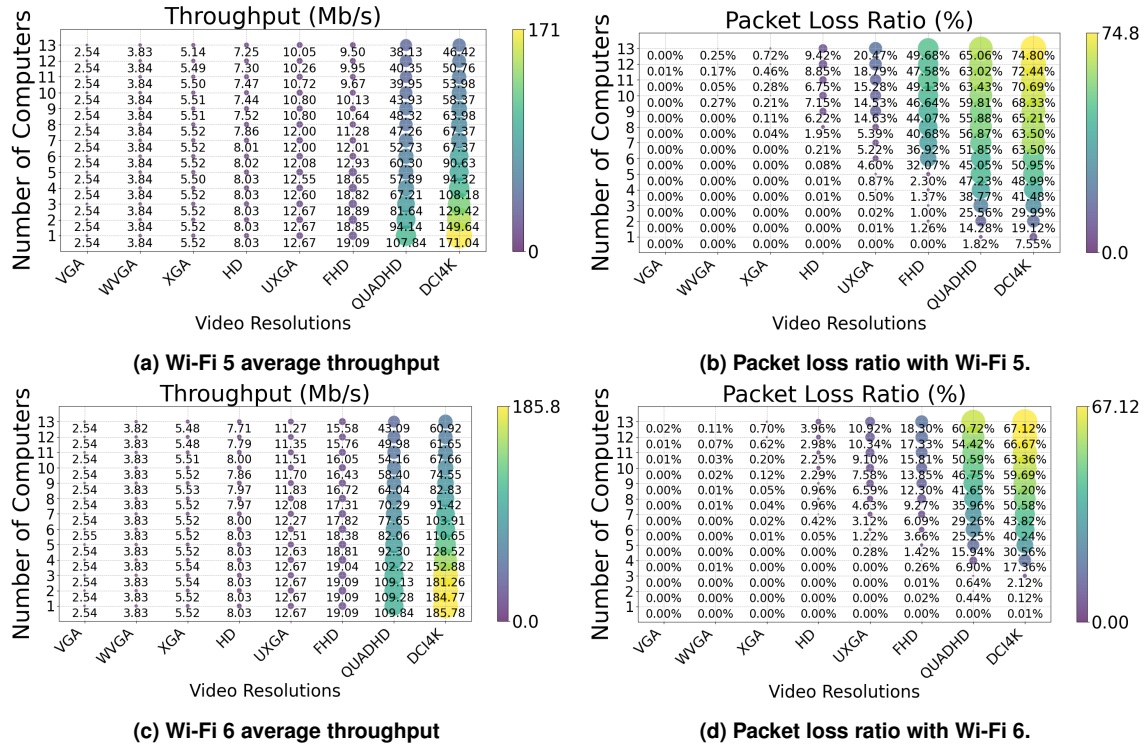 Throughput (Mb/s)
Number of Computers
13 2.54 3.83 5.14 7.25 10.05 9.50 38.13 46.42
12 2.54 3.84 5.49 7.30 10.26 9.95 40.35 50.76
11 2.54 3.84 5.50 7.47 10.72 9.67 39.95 53.98
10 2.54 3.84 5.51 7.44 10.80 10.13 43.93 58.37
9 2.54 3.84 5.51 7.52 10.80 10.64 48.32 63.98
8 2.54 3.84 5.52 7.86 12.00 11.28 47.26 67.37
7 2.54 3.84 5.52 8.01 12.00 12.01 52.73 67.37
6 2.54 3.84 5.52 8.02 12.08 12.93 60.30 90.63
5 2.54 3.84 5.50 8.03 12.55 18.65 57.89 94.32
4 2.54 3.84 5.52 8.03 12.60 18.82 67.21 108.18
3 2.54 3.84 5.52 8.03 12.67 18.89 81.64 129.42
2 2.54 3.84 5.52 8.03 12.67 18.85 94.14 149.64
1 2.54 3.84 5.52 8.03 12.67 19.09 107.84 171.04
VGA WVGA XGA HD UXGA FHD QUADHD DCI4K
Video Resolutions
171
0
(a) Wi-Fi 5 average throughput
Packet Loss Ratio (%)
Number of Computers
13 0.00% 0.25% 0.72% 9.42% 20.47% 49.68% 65.06% 74.80%
12 0.01% 0.17% 0.46% 8.85% 18.79% 47.58% 63.02% 72.44%
11 0.00% 0.05% 0.28% 6.75% 15.28% 49.13% 63.43% 70.69%
10 0.00% 0.27% 0.21% 7.15% 14.53% 46.64% 59.81% 68.33%
9 0.00% 0.00% 0.11% 6.22% 14.63% 44.07% 55.88% 65.21%
8 0.00% 0.00% 0.04% 1.95% 5.39% 40.68% 56.87% 63.50%
7 0.00% 0.00% 0.00% 0.21% 5.22% 36.92% 51.85% 63.50%
6 0.00% 0.00% 0.00% 0.08% 4.60% 32.07% 45.05% 50.95%
5 0.00% 0.00% 0.00% 0.01% 0.87% 2.30% 47.23% 48.99%
4 0.00% 0.00% 0.00% 0.01% 0.50% 1.37% 38.77% 41.48%
3 0.00% 0.00% 0.00% 0.00% 0.02% 1.00% 25.56% 29.99%
2 0.00% 0.00% 0.00% 0.00% 0.01% 1.26% 14.28% 19.12%
1 0.00% 0.00% 0.00% 0.00% 0.00% 0.00% 1.82% 7.55%
VGA WVGA XGA HD UXGA FHD QUADHD DCI4K
Video Resolutions
74.8
0.0
(b) Packet loss ratio with Wi-Fi 5.
Throughput (Mb/s)
Number of Computers
13 2.54 3.82 5.48 7.71 11.27 15.58 43.09 60.92
12 2.54 3.83 5.48 7.79 11.35 15.76 49.98 61.65
11 2.54 3.83 5.51 8.00 11.51 16.05 54.16 67.66
10 2.54 3.83 5.52 7.86 11.70 16.43 58.40 74.55
9 2.54 3.83 5.53 7.97 11.83 16.72 64.04 82.83
8 2.54 3.83 5.52 7.97 12.08 17.31 70.29 91.42
7 2.54 3.83 5.52 8.00 12.27 17.82 77.65 103.91
6 2.55 3.83 5.52 8.03 12.51 18.38 82.06 110.65
5 2.54 3.83 5.52 8.03 12.63 18.81 92.30 128.52
4 2.54 3.83 5.54 8.03 12.67 19.04 102.22 152.88
3 2.54 3.83 5.54 8.03 12.67 19.09 109.13 181.26
2 2.54 3.83 5.52 8.03 12.67 19.09 109.28 184.77
1 2.54 3.83 5.52 8.03 12.67 19.09 109.84 185.78
VGA WVGA XGA HD UXGA FHD QUADHD DCI4K
Video Resolutions
185.8
0.0
(c) Wi-Fi 6 average throughput
Packet Loss Ratio (%)
Number of Computers
13 0.02% 0.11% 0.70% 3.96% 10.92% 18.30% 60.72% 67.12%
12 0.01% 0.07% 0.62% 2.98% 10.34% 17.33% 54.42% 66.67%
11 0.01% 0.03% 0.20% 2.25% 9.10% 15.81% 50.59% 63.36%
10 0.00% 0.02% 0.12% 2.29% 7.58% 13.85% 46.75% 59.69%
9 0.00% 0.01% 0.05% 0.96% 6.59% 12.30% 41.65% 55.20%
8 0.00% 0.01% 0.04% 0.96% 4.63% 9.27% 35.96% 50.58%
7 0.00% 0.00% 0.02% 0.42% 3.12% 6.09% 29.26% 43.82%
6 0.00% 0.00% 0.01% 0.05% 1.22% 3.66% 25.25% 40.24%
5 0.00% 0.00% 0.00% 0.00% 0.28% 1.42% 15.94% 30.56%
4 0.00% 0.00% 0.00% 0.00% 0.00% 0.26% 6.90% 17.36%
3 0.00% 0.00% 0.00% 0.00% 0.00% 0.01% 0.64% 2.12%
2 0.00% 0.00% 0.00% 0.00% 0.00% 0.02% 0.44% 0.12%
1 0.00% 0.00% 0.00% 0.00% 0.00% 0.00% 0.00% 0.01%
VGA WVGA XGA HD UXGA FHD QUADHD DCI4K
Video Resolutions
67.12
0.00
(d) Packet loss ratio with Wi-Fi 6.